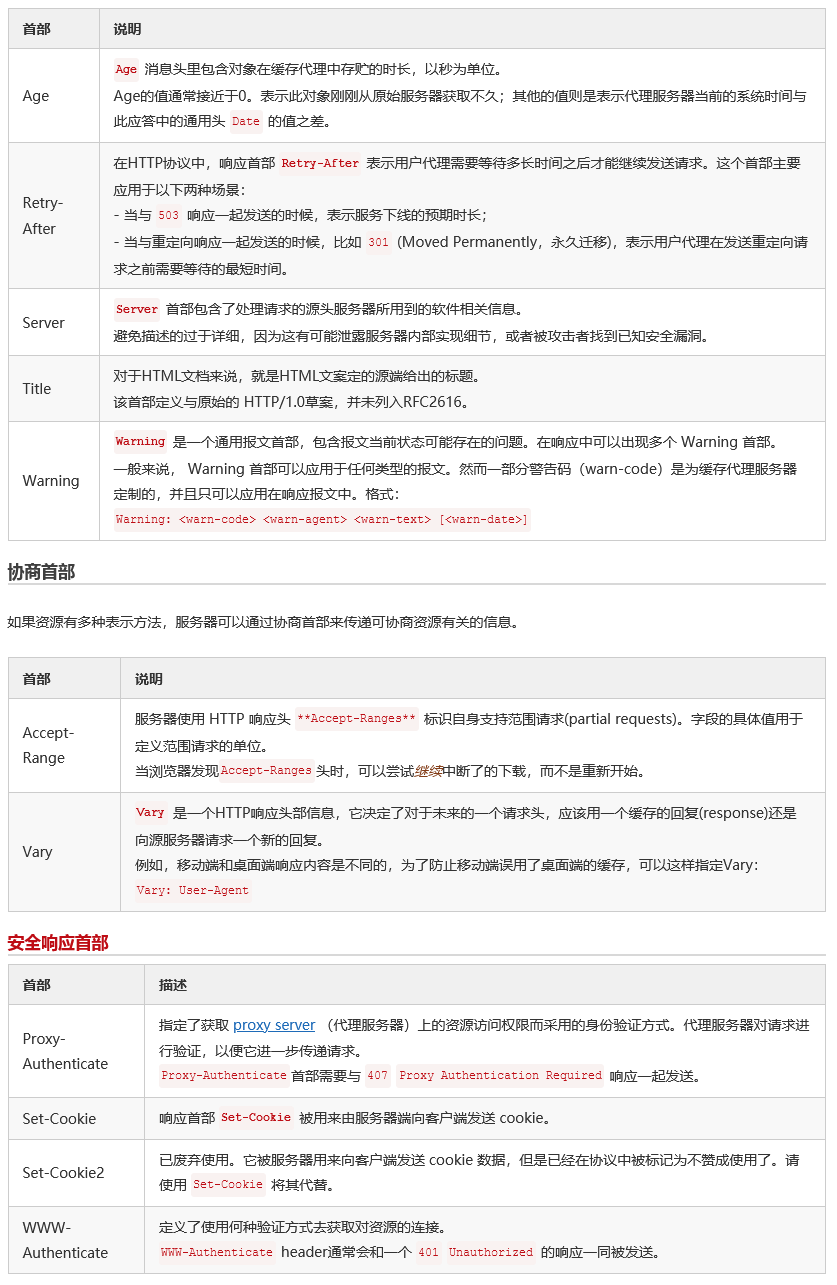 首部 说明
Age
Age 消息头里包含对象在缓存代理中存贮的时长，以秒为单位。
Age的值通常接近于0。表示此对象刚刚从原始服务器获取不久；其他的值则是表示代理服务器当前的系统时间与
此应答中的通用头 Date 的值之差。
Retry-
After
在HTTP协议中，响应首部 Retry-After 表示用户代理需要等待多长时间之后才能继续发送请求。这个首部主要
应用于以下两种场景：
- 当与 503 响应一起发送的时候，表示服务下线的预期时长；
- 当与重定向响应一起发送的时候，比如 301 (Moved Permanently，永久迁移)，表示用户代理在发送重定向请
求之前需要等待的最短时间。
Server
Server 首部包含了处理请求的源头服务器所用到的软件相关信息。
避免描述的过于详细，因为这有可能泄露服务器内部实现细节，或者被攻击者找到已知安全漏洞。
Title
对于HTML文档来说，就是HTML文案定的源端给出的标题。
该首部定义与原始的 HTTP/1.0草案，并未列入RFC2616。
Warning
Warning 是一个通用报文首部，包含报文当前状态可能存在的问题。在响应中可以出现多个 Warning 首部。
一般来说， Warning 首部可以应用于任何类型的报文。然而一部分警告码（warn-code）是为缓存代理服务器
定制的，并且只可以应用在响应报文中。格式：
Warning: <warn-code> <warn-agent> <warn-text> [<warn-date>]
协商首部
如果资源有多种表示方法，服务器可以通过协商首部来传递可协商资源有关的信息。
首部 说明
Accept-
Range
服务器使用 HTTP 响应头 **Accept-Ranges** 标识自身支持范围请求(partial requests)。字段的具体值用于
定义范围请求的单位。
当浏览器发现Accept-Ranges头时，可以尝试继续中断了的下载，而不是重新开始。
Vary
Vary 是一个HTTP响应头部信息，它决定了对于未来的一个请求头，应该用一个缓存的回复(response)还是
向源服务器请求一个新的回复。
例如，移动端和桌面端响应内容是不同的，为了防止移动端误用了桌面端的缓存，可以这样指定Vary：
Vary: User-Agent
安全响应首部
首部 描述
Proxy-
Authenticate
指定了获取 proxy server （代理服务器）上的资源访问权限而采用的身份验证方式。代理服务器对请求进
行验证，以便它进一步传递请求。
Proxy-Authenticate首部需要与 407 Proxy Authentication Required 响应一起发送。
Set-Cookie
响应首部 Set-Cookie 被用来由服务器端向客户端发送 cookie。
Set-Cookie2
已废弃使用。它被服务器用来向客户端发送 cookie 数据，但是已经在协议中被标记为不赞成使用了。请
使用 Set-Cookie 将其代替。
WWW-
Authenticate
定义了使用何种验证方式去获取对资源的连接。
WWW-Authenticate header通常会和一个 401 Unauthorized 的响应一同被发送。